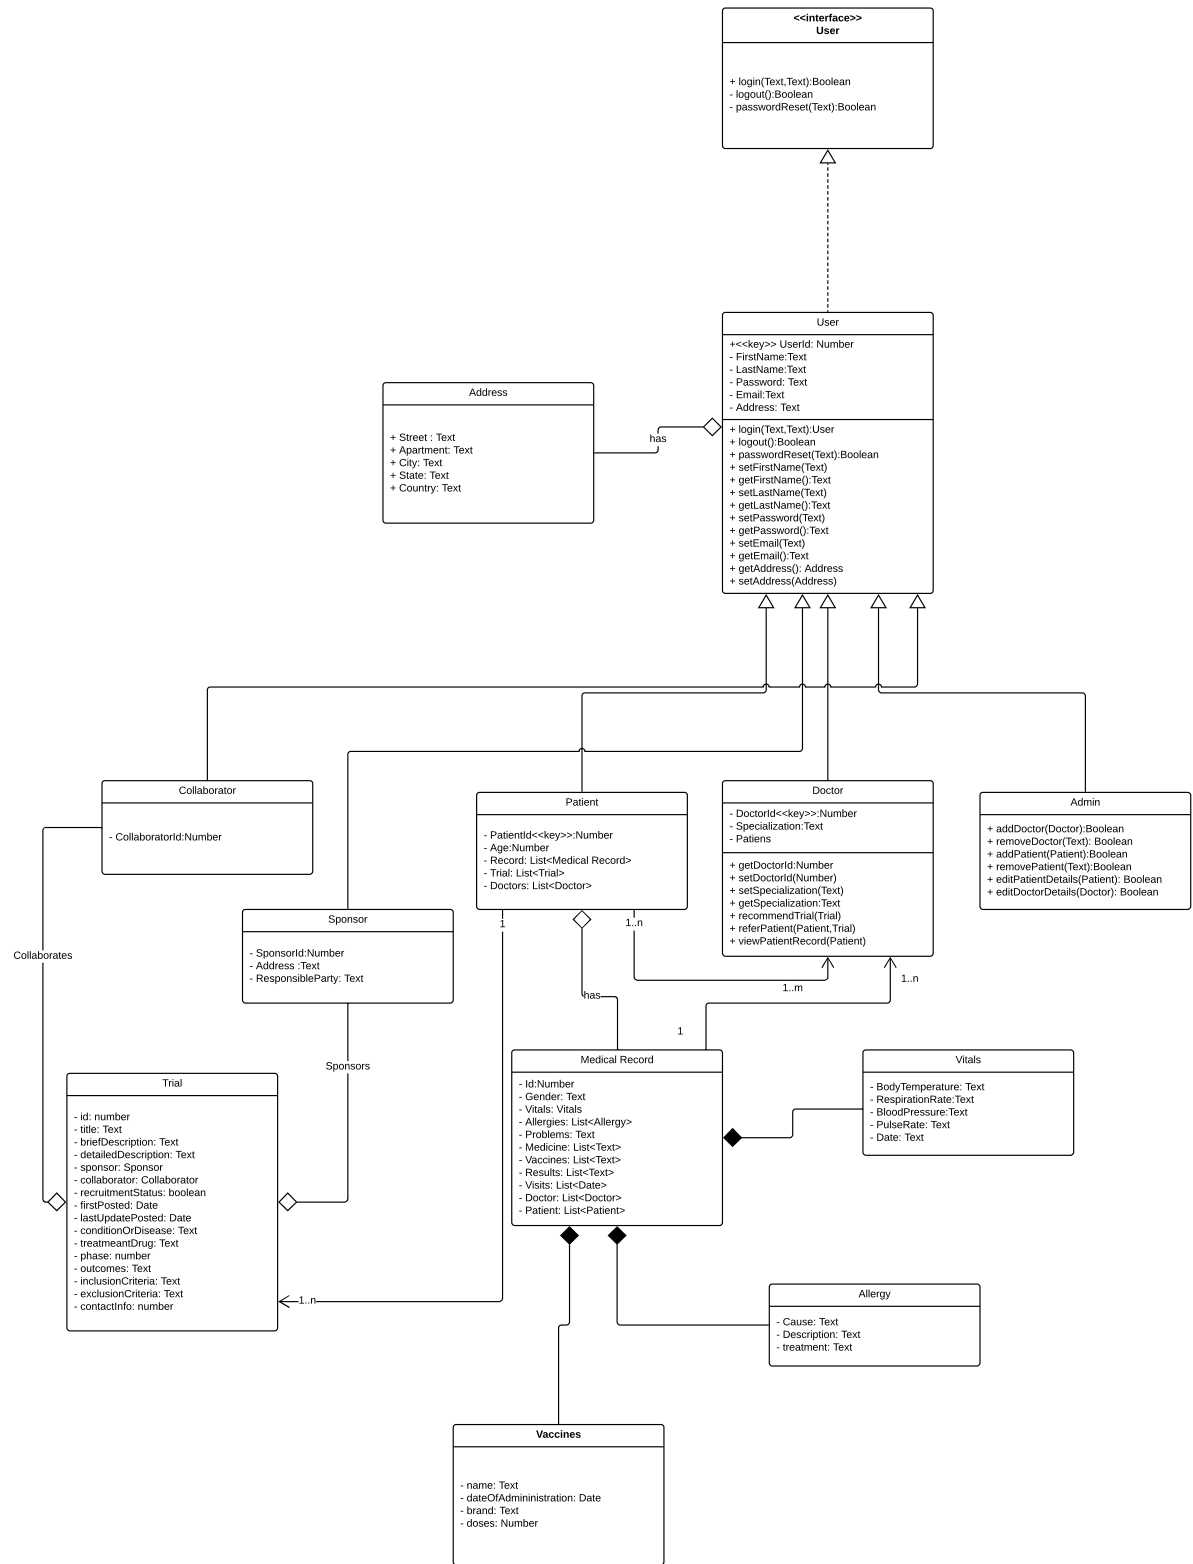 <<interface>>
User
+ login(Text,Text):Boolean
- logout():Boolean
- passwordReset(Text):Boolean
User
+<<key>> UserId: Number
- FirstName:Text
- LastName:Text
- Password: Text
- Email:Text
- Address: Text
+ login(Text,Text):User
+ logout():Boolean
+ passwordReset(Text):Boolean
+ setFirstName(Text)
+ getFirstName():Text
+ setLastName(Text)
+ getLastName():Text
+ setPassword(Text)
+ getPassword():Text
+ setEmail(Text)
+ getEmail():Text
+ getAddress(): Address
+ setAddress(Address)
Address
+ Street : Text
+ Apartment: Text
+ City: Text
+ State: Text
+ Country: Text
has
Collaborator
- CollaboratorId:Number
Patient
- PatientId<<key>>:Number
- Age:Number
- Record: List<Medical Record>
- Trial: List<Trial>
- Doctors: List<Doctor>
Doctor
- DoctorId<<key>>:Number
- Specialization:Text
- Patiens
+ getDoctorId:Number
+ setDoctorId(Number)
+ setSpecialization(Text)
+ getSpecialization:Text
+ recommendTrial(Trial)
+ referPatient(Patient,Trial)
+ viewPatientRecord(Patient)
Admin
+ addDoctor(Doctor):Boolean
+ removeDoctor(Text): Boolean
+ addPatient(Patient):Boolean
+ removePatient(Text):Boolean
+ editPatientDetails(Patient): Boolean
+ editDoctorDetails(Doctor): Boolean
Sponsor
- SponsorId:Number
- Address :Text
- ResponsibleParty: Text
Collaborates
1
1..n
has
1..m
1..n
1
Sponsors
Trial
- id: number
- title: Text
- briefDescription: Text
- detailedDescription: Text
- sponsor: Sponsor
- collaborator: Collaborator
- recruitmentStatus: boolean
- firstPosted: Date
- lastUpdatePosted: Date
- conditionOrDisease: Text
- treatmeantDrug: Text
- phase: number
- outcomes: Text
- inclusionCriteria: Text
- exclusionCriteria: Text
- contactInfo: number
1..n
Medical Record
- Id:Number
- Gender: Text
- Vitals: Vitals
- Allergies: List<Allergy>
- Problems: Text
- Medicine: List<Text>
- Vaccines: List<Text>
- Results: List<Text>
- Visits: List<Date>
- Doctor: List<Doctor>
- Patient: List<Patient>
Vitals
- BodyTemperature: Text
- RespirationRate:Text
- BloodPressure:Text
- PulseRate: Text
- Date: Text
Allergy
- Cause: Text
- Description: Text
- treatment: Text
Vaccines
- name: Text
- dateOfAdmininistration: Date
- brand: Text
- doses: Number